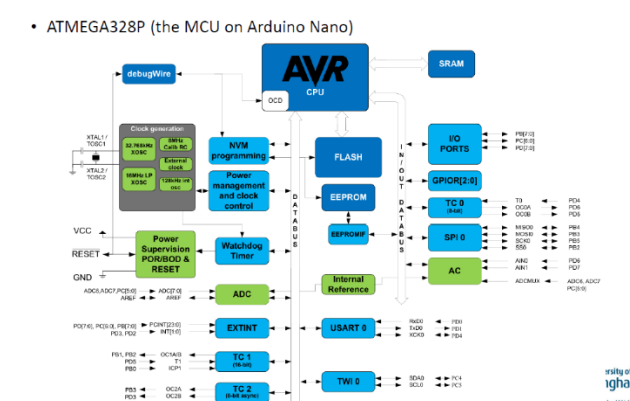 • ATMEGA328P (the MCU on Arduino Nano)
debugWire
AVR
CPU
OCD
SRAM
Clock generation
XTAL1 /
TOSC1
XTAL2 /
TOSC2
32.768kHz
XOSC
8MHz
Calib RC
External
clock
16MHz LP
XOSC
128kHz int
osc
NVM
programming
Power
management
and clock
control
FLASH
EEPROM
EEPROMIF
DATABUS
IN/OUT DATABUS
I/O
PORTS
PB[7:0]
PC[6:0]
PD[7:0]
GPIOR[2:0]
TC 0
(8-bit)
T0
OC0A
OC0B
PD4
PD6
PD5
SPI 0
MISO0
MOSI0
SCK0
SS0
PB4
PB3
PB5
PB2
VCC
RESET
GND
Power
Supervision
POR/BOD &
RESET
Watchdog
Timer
Internal
Reference
AC
AIN0
AIN1
ADCMUX
PD6
PD7
ADC6, ADC7
PC[5:0]
ADC6,ADC7,PC[5:0]
AREF
ADC[7:0]
AREF
ADC
PD[7:0], PC[6:0], PB[7:0]
PD3, PD2
PCINT[23:0]
INT[1:0]
EXTINT
USART 0
RxD0
TxD0
XCK0
PD0
PD1
PD4
PB1, PB2
PD5
PB0
OC1A/B
T1
ICP1
TC 1
(16-bit)
TWI 0
SDA0
SCL0
PC4
PC5
PB3
PD3
OC2A
OC2B
TC 2
(8-bit async)
ersity of
igha